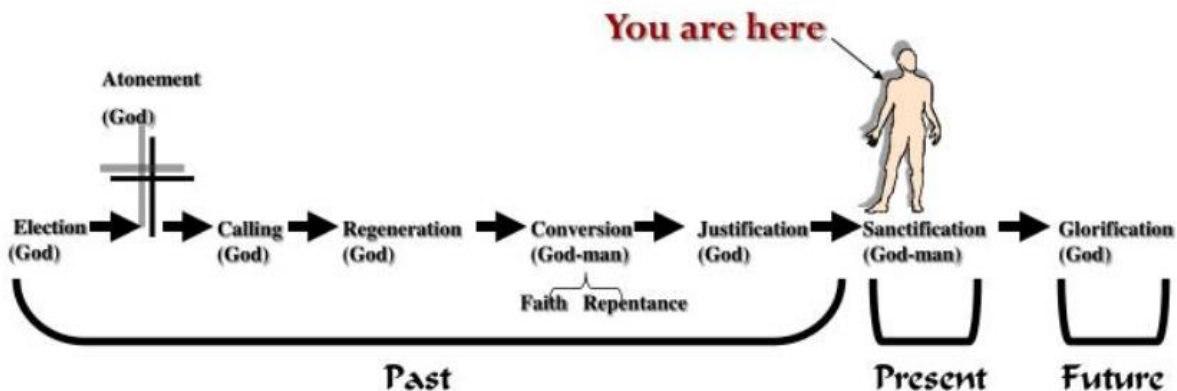 You are here
Atonement
(God)
Election
(God)
Calling
(God)
Regeneration
(God)
Conversion
(God-man)
Faith Repentance
Justification
(God)
Sanctification
(God-man)
Glorification
(God)
Past
Present
Future